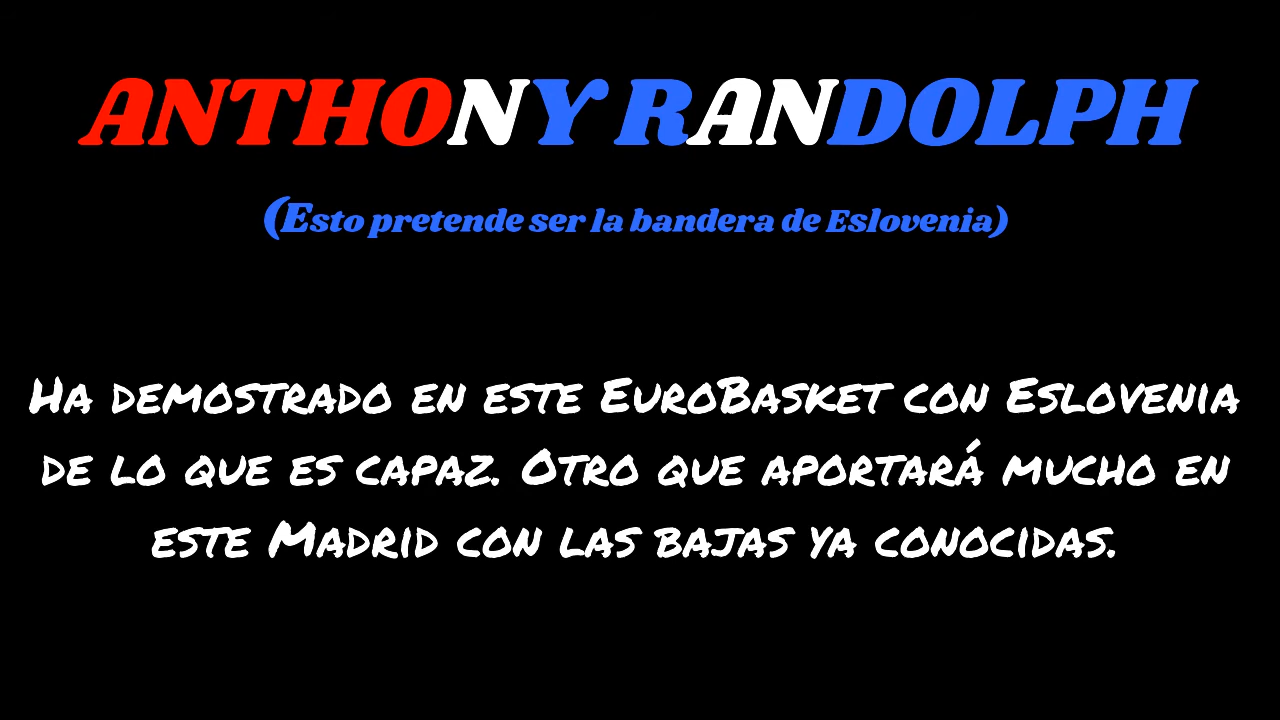 ANTHONY RANDOLPH
(Esto pretende ser la bandera de Eslovenia)
Ha demostrado en este EuroBasket con Eslovenia
de lo que es capaz. Otro que aportará mucho en
este Madrid con las bajas ya conocidas.